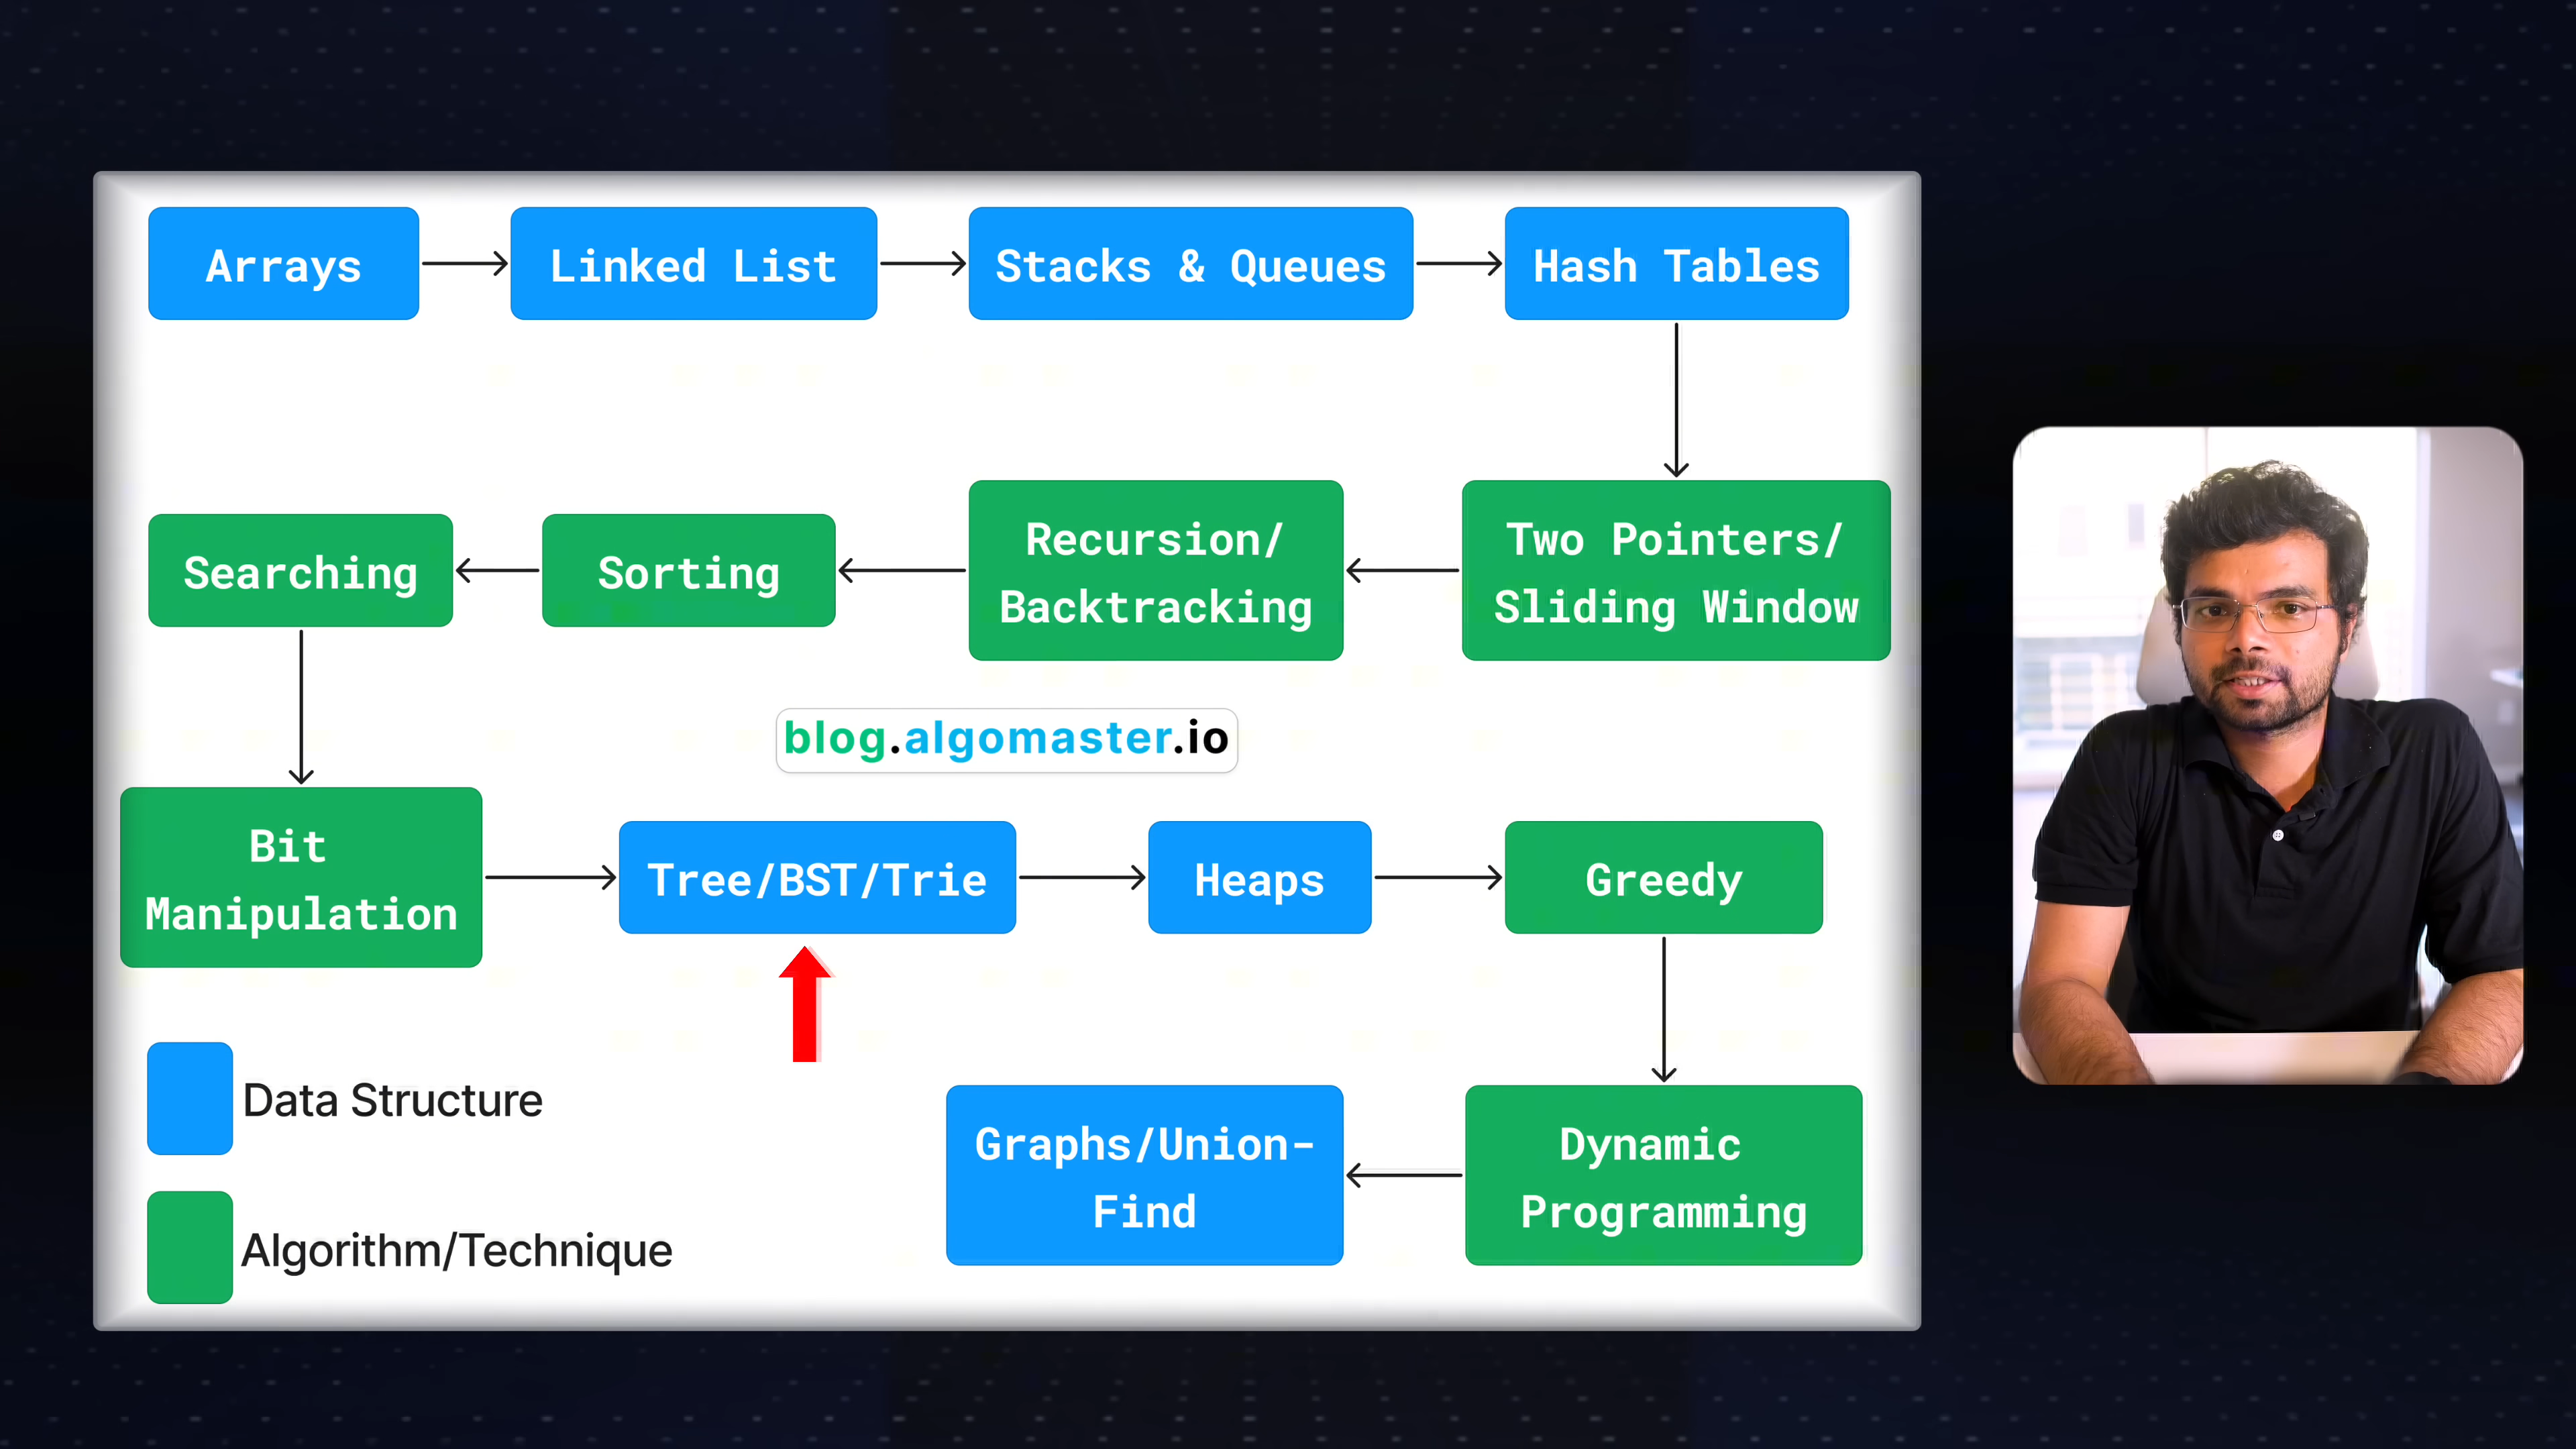 Arrays
Linked List
Stacks & Queues
Hash Tables
Searching
Sorting
Recursion/
Backtracking
Two Pointers/
Sliding Window
blog.algomaster.io
Bit
Manipulation
Tree/BST/Trie
Heaps
Greedy
Data Structure
Algorithm/Technique
Graphs/Union-
Find
Dynamic
Programming